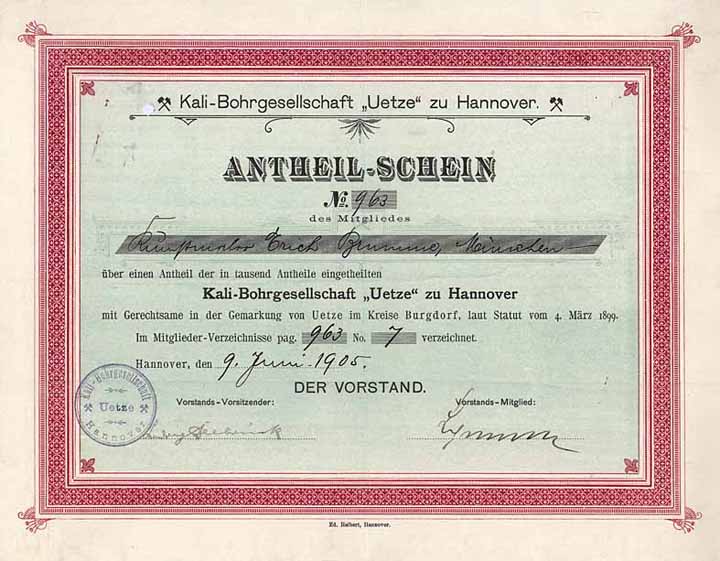 Kali-Bohrgesellschaft „Uetze“ zu Hannover.
ANTHEIL-SCHEIN
No. 963
des Mitgliedes
Kunstmaler Erich Brummo, München
über einen Antheil der in tausend Antheile eingetheilten
Kali-Bohrgesellschaft „Uetze“ zu Hannover
mit Gerechtsame in der Gemarkung von Uetze im Kreise Burgdorf, laut Statut vom 4. März 1899.
Im Mitglieder-Verzeichnisse pag. 963 No. 7 verzeichnet.
Hannover, den 9. Juni 1905.
DER VORSTAND.
Vorstands-Vorsitzender:
Vorstands-Mitglied:
Kali-Bohrgesellschaft
Uetze
Hannover
Ed. Helbert, Hannover.